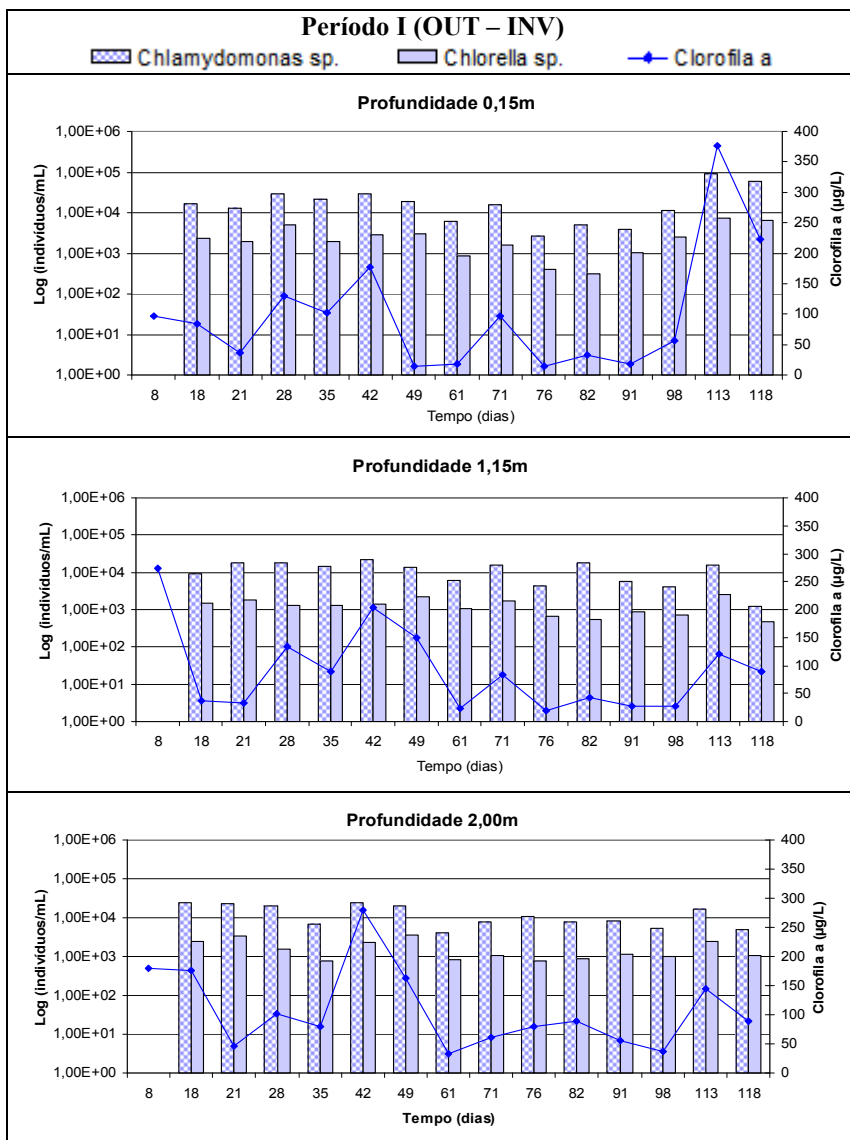 Período I (OUT – INV)
Chlamydomonas sp. Chlorella sp. Clorofila a
Profundidade 0,15m
Log (indivíduos/mL)
1,00E+06
1,00E+05
1,00E+04
1,00E+03
1,00E+02
1,00E+01
1,00E+00
400
350
300
250
200
150
100
50
0
Clorofila a (µg/L)
8 18 21 28 35 42 49 61 71 76 82 91 98 113 118
Tempo (dias)
Profundidade 1,15m
Log (indivíduos/mL)
1,00E+06
1,00E+05
1,00E+04
1,00E+03
1,00E+02
1,00E+01
1,00E+00
400
350
300
250
200
150
100
50
0
Clorofila a (µg/L)
8 18 21 28 35 42 49 61 71 76 82 91 98 113 118
Tempo (dias)
Profundidade 2,00m
Log (indivíduos/mL)
1,00E+06
1,00E+05
1,00E+04
1,00E+03
1,00E+02
1,00E+01
1,00E+00
400
350
300
250
200
150
100
50
0
Clorofila a (µg/L)
8 18 21 28 35 42 49 61 71 76 82 91 98 113 118
Tempo (dias)